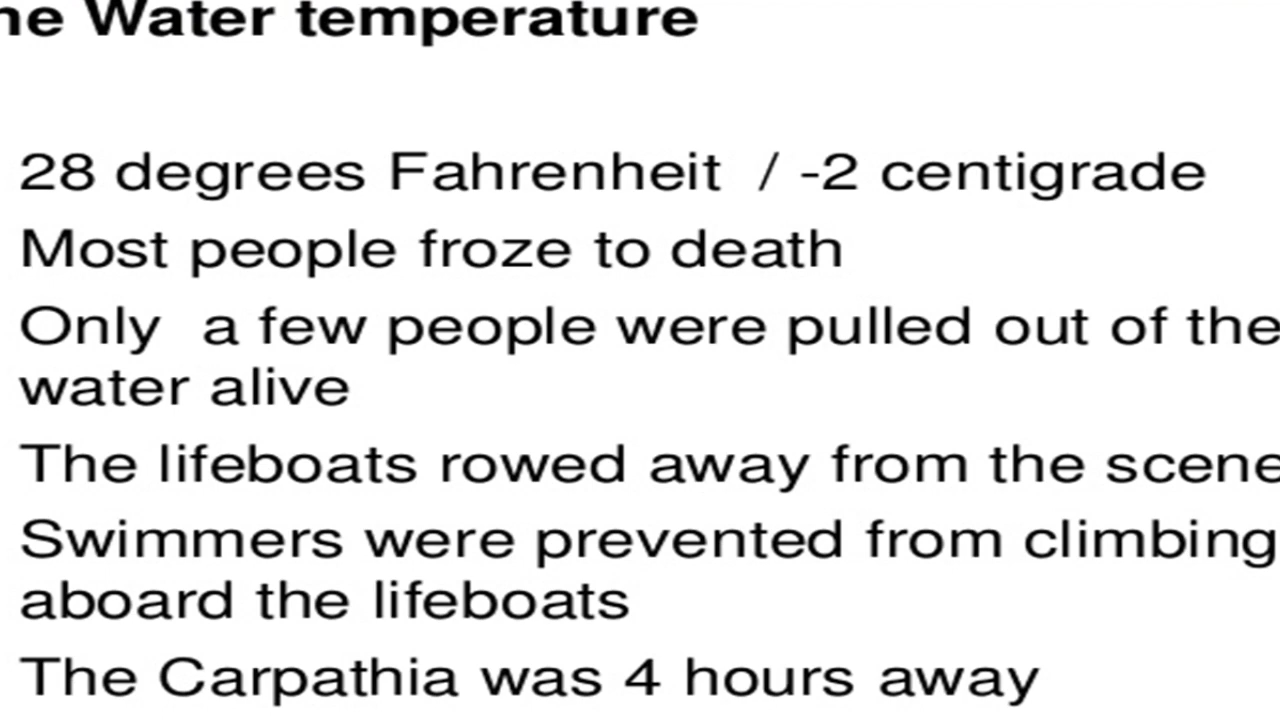 he Water temperature
28 degrees Fahrenheit / -2 centigrade
Most people froze to death
Only a few people were pulled out of the
water alive
The lifeboats rowed away from the scene
Swimmers were prevented from climbing
aboard the lifeboats
The Carpathia was 4 hours away